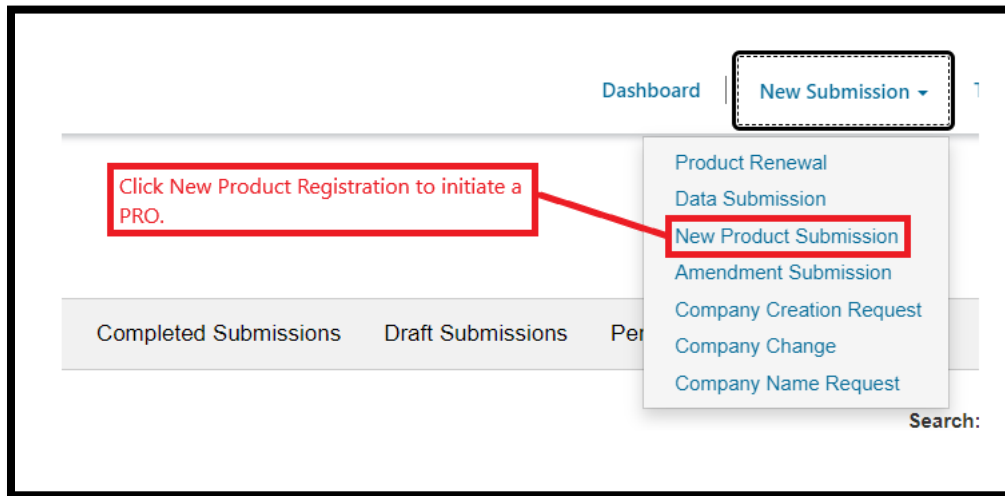 Dashboard New Submission
Product Renewal
Click New Product Registration to initiate a
PRO.
Data Submission
New Product Submission
Amendment Submission
Company Creation Request
Completed Submissions Draft Submissions
Company Change
Company Name Request
Search: